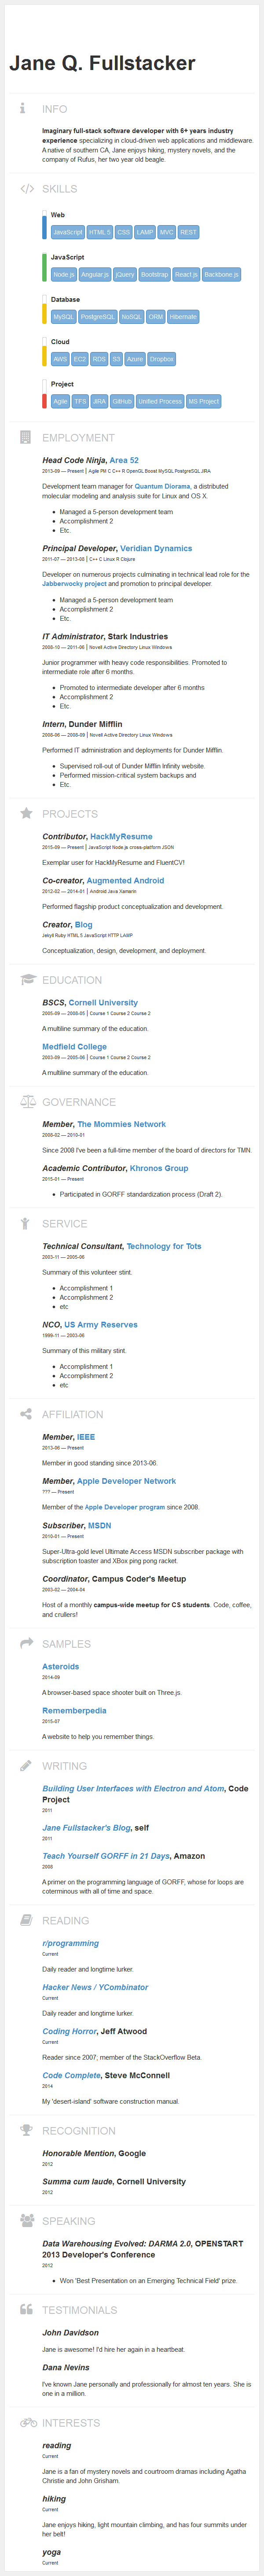 Jane Q. Fullstacker
INFO
Imaginary full-stack software developer with 6+ years industry
experience specializing in cloud-driven web applications and middleware.
A native of southern CA, Jane enjoys hiking, mystery novels, and the
company of Rufus, her two year old beagle.
SKILLS
Web
JavaScript HTML 5 CSS LAMP MVC REST
JavaScript
Node.js Angular.js jQuery Bootstrap React.js Backbone.js
Database
MySQL PostgreSQL NoSQL ORM Hibernate
Cloud
AWS EC2 RDS S3 Azure Dropbox
Project
Agile TFS JIRA GitHub Unified Process MS Project
EMPLOYMENT
Head Code Ninja, Area 52
2013-09 — Present | Agile PM C C++ R OpenGL Boost MySQL PostgreSQL JIRA
Development team manager for Quantum Diorama, a distributed
molecular modeling and analysis suite for Linux and OS X.
• Managed a 5-person development team
• Accomplishment 2
• Etc.
Principal Developer, Veridian Dynamics
2011-07 — 2013-08 | C++ C Linux R Clojure
Developer on numerous projects culminating in technical lead role for the
Jabberwocky project and promotion to principal developer.
• Managed a 5-person development team
• Accomplishment 2
• Etc.
IT Administrator, Stark Industries
2008-10 — 2011-06 | Novell Active Directory Linux Windows
Junior programmer with heavy code responsibilities. Promoted to
intermediate role after 6 months.
• Promoted to intermediate developer after 6 months
• Accomplishment 2
• Etc.
Intern, Dunder Mifflin
2008-06 — 2008-09 | Novell Active Directory Linux Windows
Performed IT administration and deployments for Dunder Mifflin.
• Supervised roll-out of Dunder Mifflin Infinity website.
• Performed mission-critical system backups and
• Etc.
PROJECTS
Contributor, HackMyResume
2015-09 — Present | JavaScript Node.js cross-platform JSON
Exemplar user for HackMyResume and FluentCV!
Co-creator, Augmented Android
2012-02 — 2014-01 | Android Java Xamarin
Performed flagship product conceptualization and development.
Creator, Blog
Jekyll Ruby HTML 5 JavaScript HTTP LAMP
Conceptualization, design, development, and deployment.
EDUCATION
BSCS, Cornell University
2005-09 — 2008-05 | Course 1 Course 2 Course 2
A multiline summary of the education.
Medfield College
2003-09 — 2005-06 | Course 1 Course 2 Course 2
A multiline summary of the education.
GOVERNANCE
Member, The Mommies Network
2008-02 — 2010-01
Since 2008 I've been a full-time member of the board of directors for TMN.
Academic Contributor, Khronos Group
2015-01 — Present
• Participated in GORFF standardization process (Draft 2).
SERVICE
Technical Consultant, Technology for Tots
2003-11 — 2005-06
Summary of this volunteer stint.
• Accomplishment 1
• Accomplishment 2
• etc
NCO, US Army Reserves
1999-11 — 2003-06
Summary of this military stint.
• Accomplishment 1
• Accomplishment 2
• etc
AFFILIATION
Member, IEEE
2013-06 — Present
Member in good standing since 2013-06.
Member, Apple Developer Network
??? — Present
Member of the Apple Developer program since 2008.
Subscriber, MSDN
2010-01 — Present
Super-Ultra-gold level Ultimate Access MSDN subscriber package with
subscription toaster and XBox ping pong racket.
Coordinator, Campus Coder's Meetup
2003-02 — 2004-04
Host of a monthly campus-wide meetup for CS students. Code, coffee,
and crullers!
SAMPLES
Asteroids
2014-09
A browser-based space shooter built on Three.js.
Rememberpedia
2015-07
A website to help you remember things.
WRITING
Building User Interfaces with Electron and Atom, Code
Project
2011
Jane Fullstacker's Blog, self
2011
Teach Yourself GORFF in 21 Days, Amazon
2008
A primer on the programming language of GORFF, whose for loops are
coterminous with all of time and space.
READING
r/programming
Current
Daily reader and longtime lurker.
Hacker News / YCombinator
Current
Daily reader and longtime lurker.
Coding Horror, Jeff Atwood
Current
Reader since 2007; member of the StackOverflow Beta.
Code Complete, Steve McConnell
2014
My 'desert-island' software construction manual.
RECOGNITION
Honorable Mention, Google
2012
Summa cum laude, Cornell University
2012
SPEAKING
Data Warehousing Evolved: DARMA 2.0, OPENSTART
2013 Developer's Conference
2012
• Won 'Best Presentation on an Emerging Technical Field' prize.
TESTIMONIALS
John Davidson
Jane is awesome! I'd hire her again in a heartbeat.
Dana Nevins
I've known Jane personally and professionally for almost ten years. She is
one in a million.
INTERESTS
reading
Current
Jane is a fan of mystery novels and courtroom dramas including Agatha
Christie and John Grisham.
hiking
Current
Jane enjoys hiking, light mountain climbing, and has four summits under
her belt!
yoga
Current